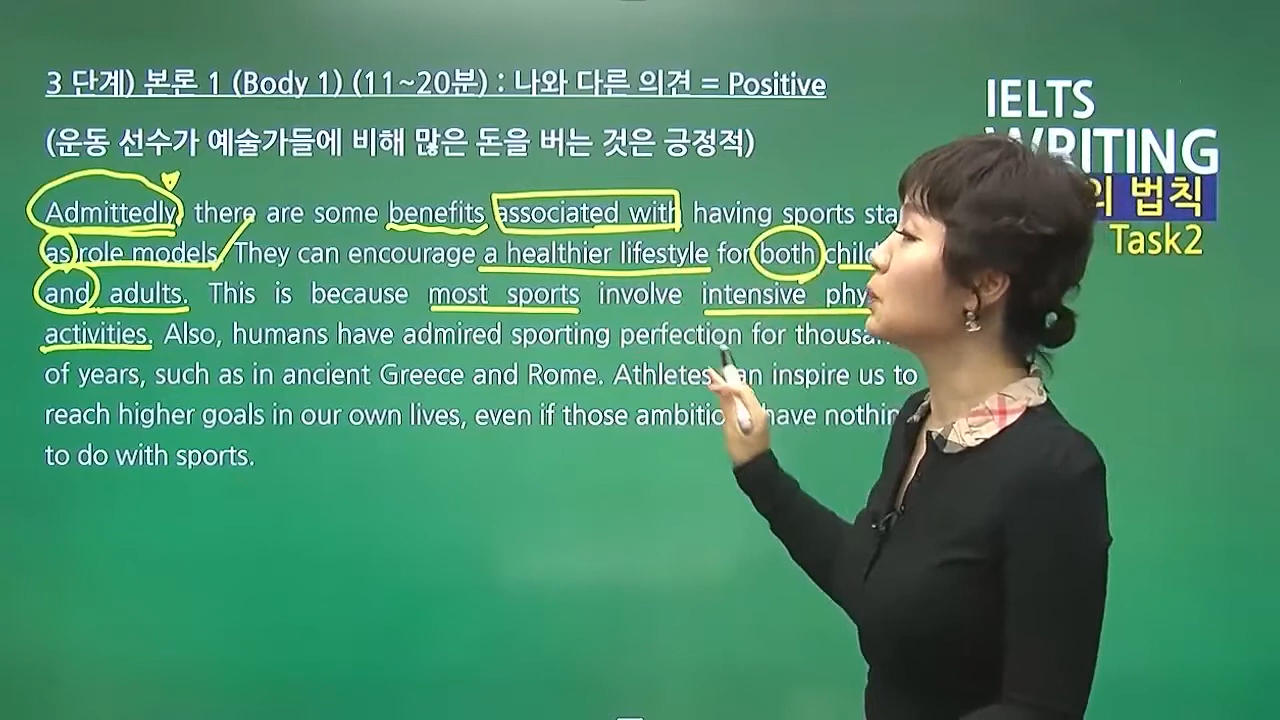 3 단계) 본론 1 (Body 1) (11~20분) : 나와 다른 의견 = Positive
(운동 선수가 예술가들에 비해 많은 돈을 버는 것은 긍정적)
Admittedly, there are some benefits associated with having sports
as role models. They can encourage a healthier lifestyle for both
and adults. This is because most sports involve intensive
activities. Also, humans have admired sporting perfection for
of years, such as in ancient Greece and Rome. Athletes can inspire us to
reach higher goals in our own lives, even if those have
to do with sports.
IELTS
WRITING
의 법칙
Task2